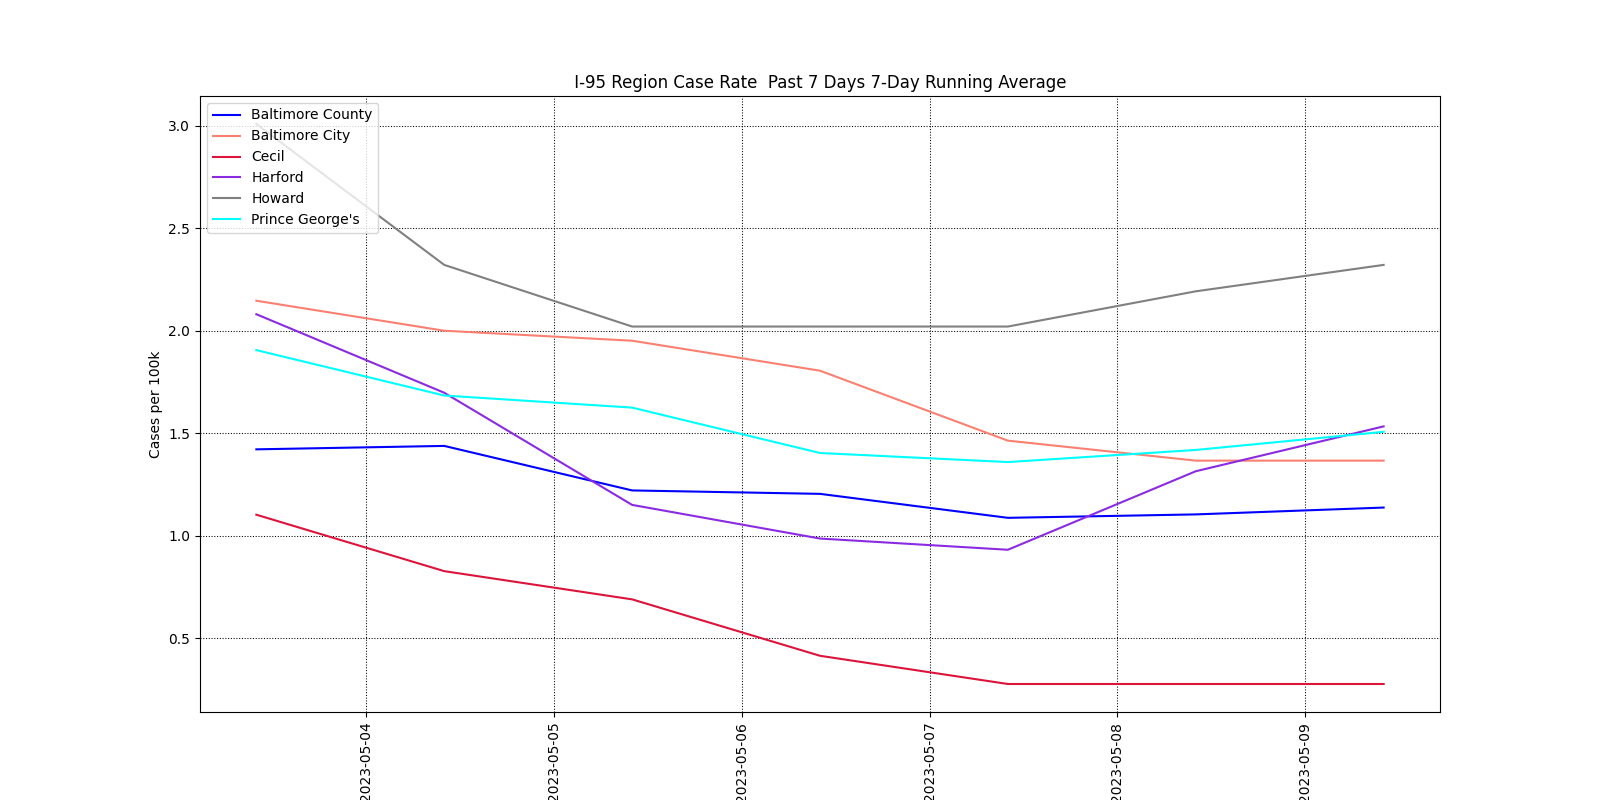 I-95 Region Case Rate  Past 7 Days 7-Day Running Average
Baltimore County
Baltimore City
Cecil
Harford
Howard
Prince George's
Cases per 100k
3.0
2.5
2.0
1.5
1.0
0.5
2023-05-04
2023-05-05
2023-05-06
2023-05-07
2023-05-08
2023-05-09